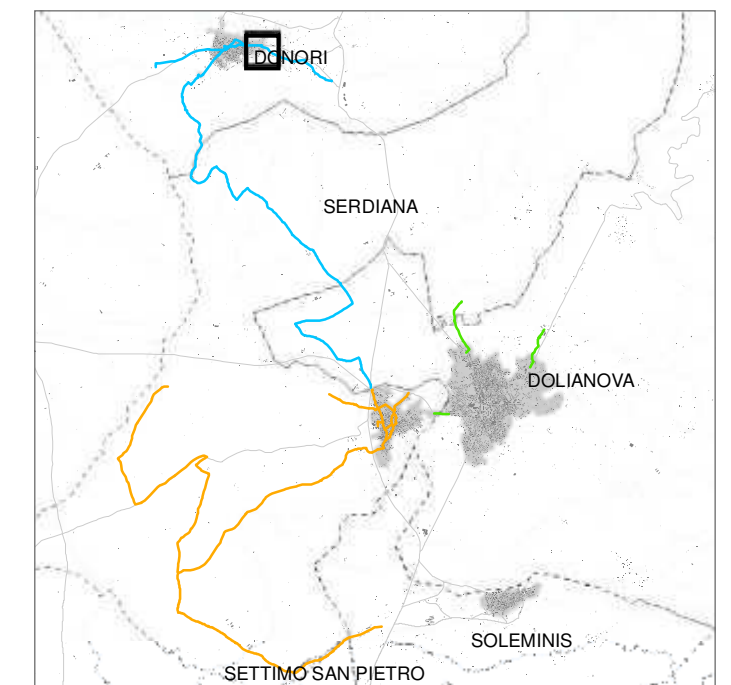 DONORI
SERDIANA
DOLIANOVA
SOLEMINIS
SETTIMO SAN PIETRO